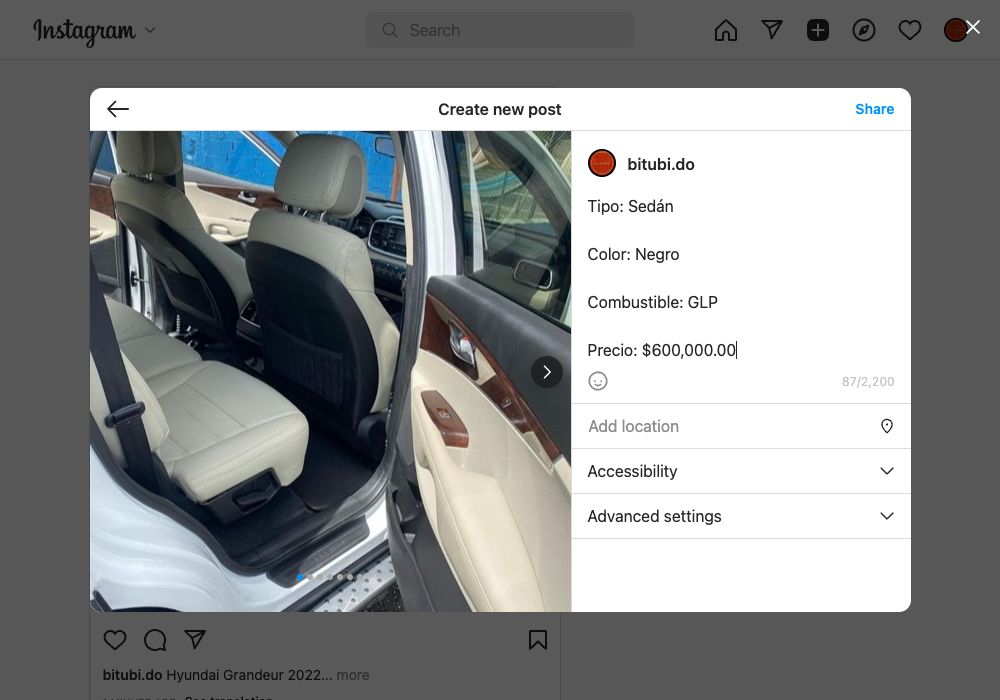 Instagram
Search
Create new post
Share
bitubi.do
Tipo: Sedán
Color: Negro
Combustible: GLP
Precio: $600,000.00
87/2,200
Add location
Accessibility
Advanced settings
bitubi.do Hyundai Grandeur 2022... more
See translation